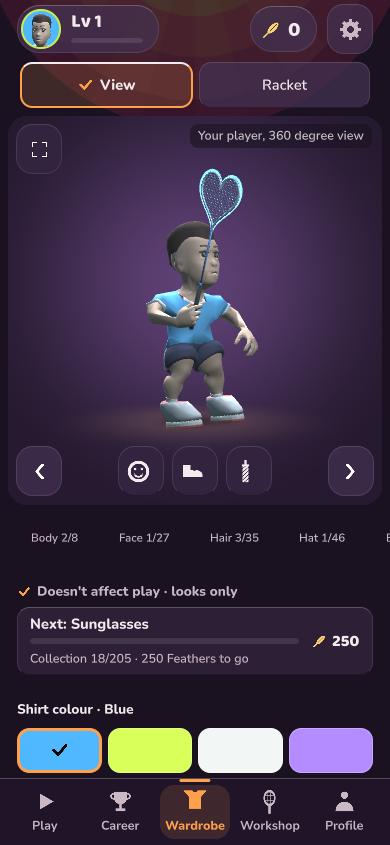 Lv 1
0
View
Racket
Your player, 360 degree view
Body 2/8
Face 1/27
Hair 3/35
Hat 1/46
Doesn't affect play · looks only
Next: Sunglasses
250
Collection 18/205 · 250 Feathers to go
Shirt colour · Blue
Play
Career
Wardrobe
Workshop
Profile